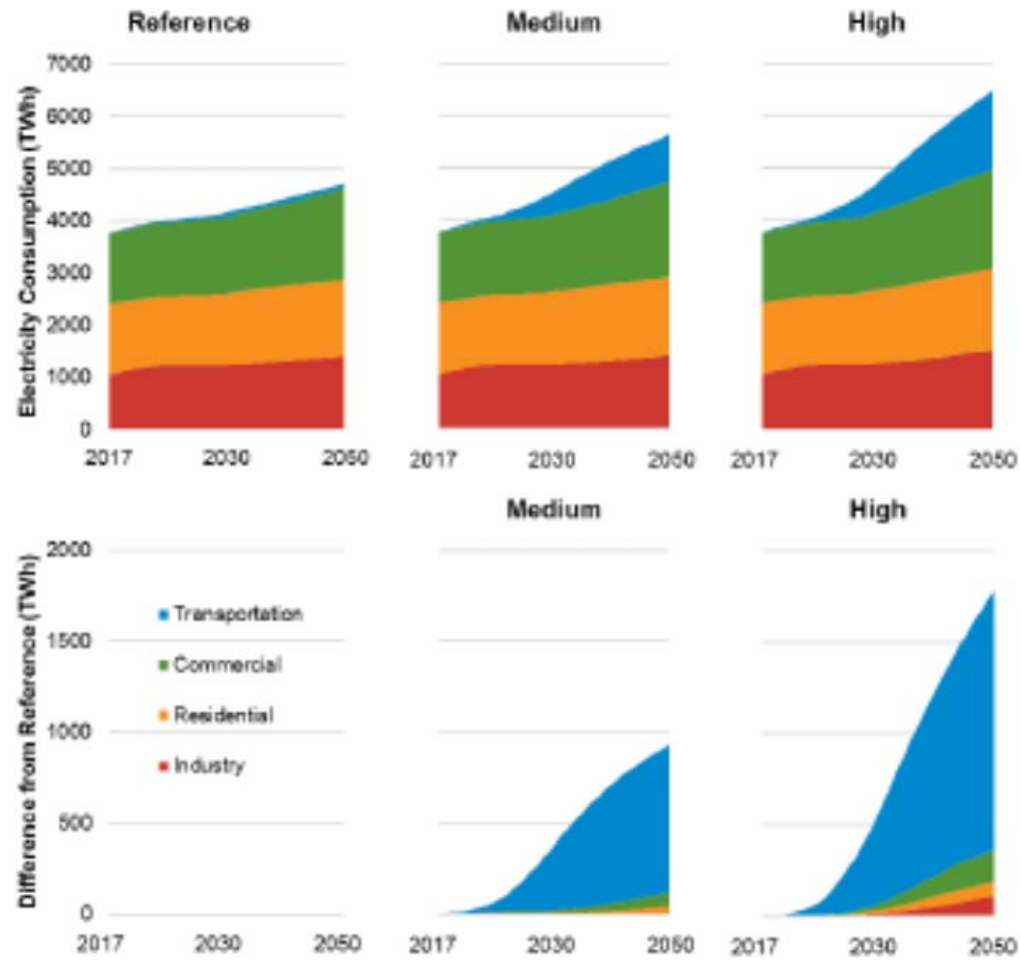 Reference Medium High
Electricity Consumption (TWh)
7000
6000
5000
4000
3000
2000
1000
0
2017 2030 2050 2017 2030 2050 2017 2030 2050
Medium High
Difference from Reference (TWh)
2000
1500
1000
500
0
Transportation
Commercial
Residential
Industry
2017 2030 2050 2017 2030 2050 2017 2030 2050